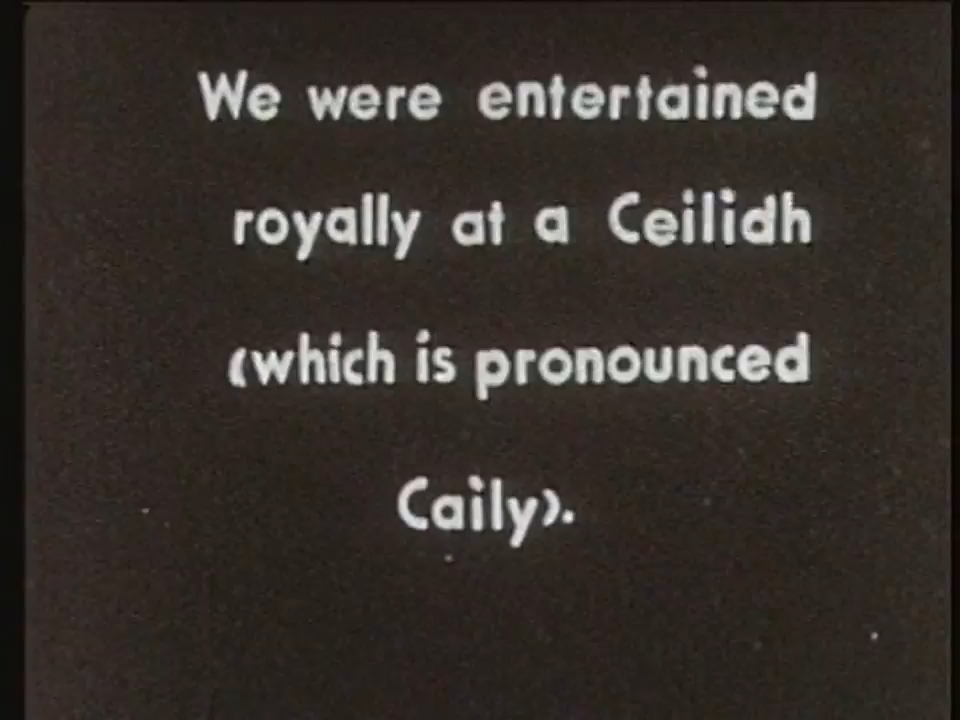 We were entertained
royally at a Ceilidh
(which is pronounced
Caily).